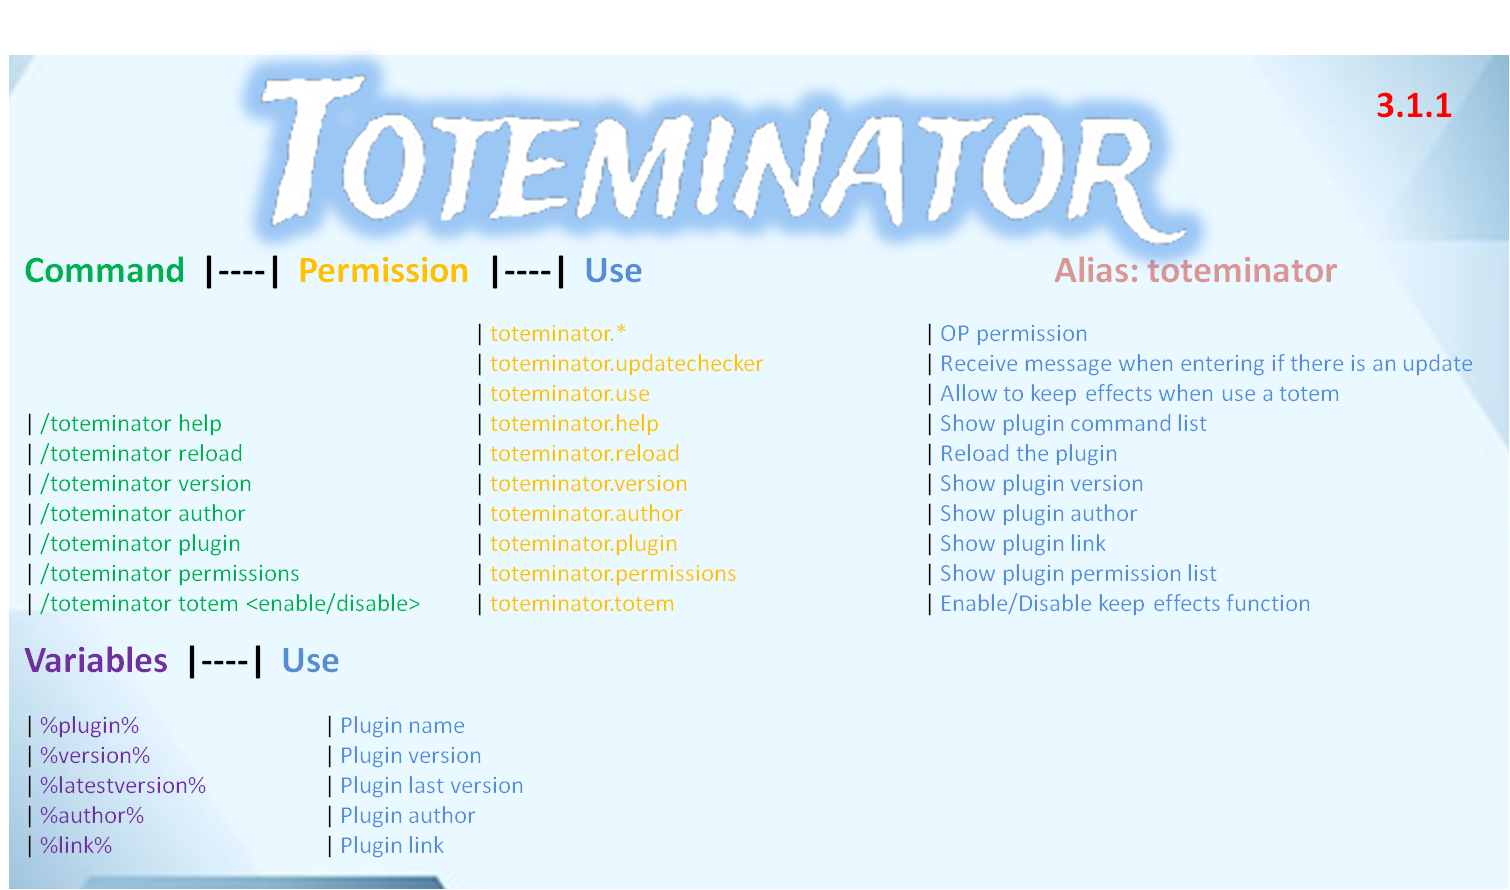 TOTEMINATOR
3.1.1
Command |----| Permission |----| Use Alias: toteminator
| toteminator.* | OP permission
| toteminator.updatechecker | Receive message when entering if there is an update
| toteminator.use | Allow to keep effects when use a totem
| /toteminator help | toteminator.help | Show plugin command list
| /toteminator reload | toteminator.reload | Reload the plugin
| /toteminator version | toteminator.version | Show plugin version
| /toteminator author | toteminator.author | Show plugin author
| /toteminator plugin | toteminator.plugin | Show plugin link
| /toteminator permissions | toteminator.permissions | Show plugin permission list
| /toteminator totem <enable/disable> | toteminator.totem | Enable/Disable keep effects function
Variables |----| Use
| %plugin% | Plugin name
| %version% | Plugin version
| %latestversion% | Plugin last version
| %author% | Plugin author
| %link% | Plugin link